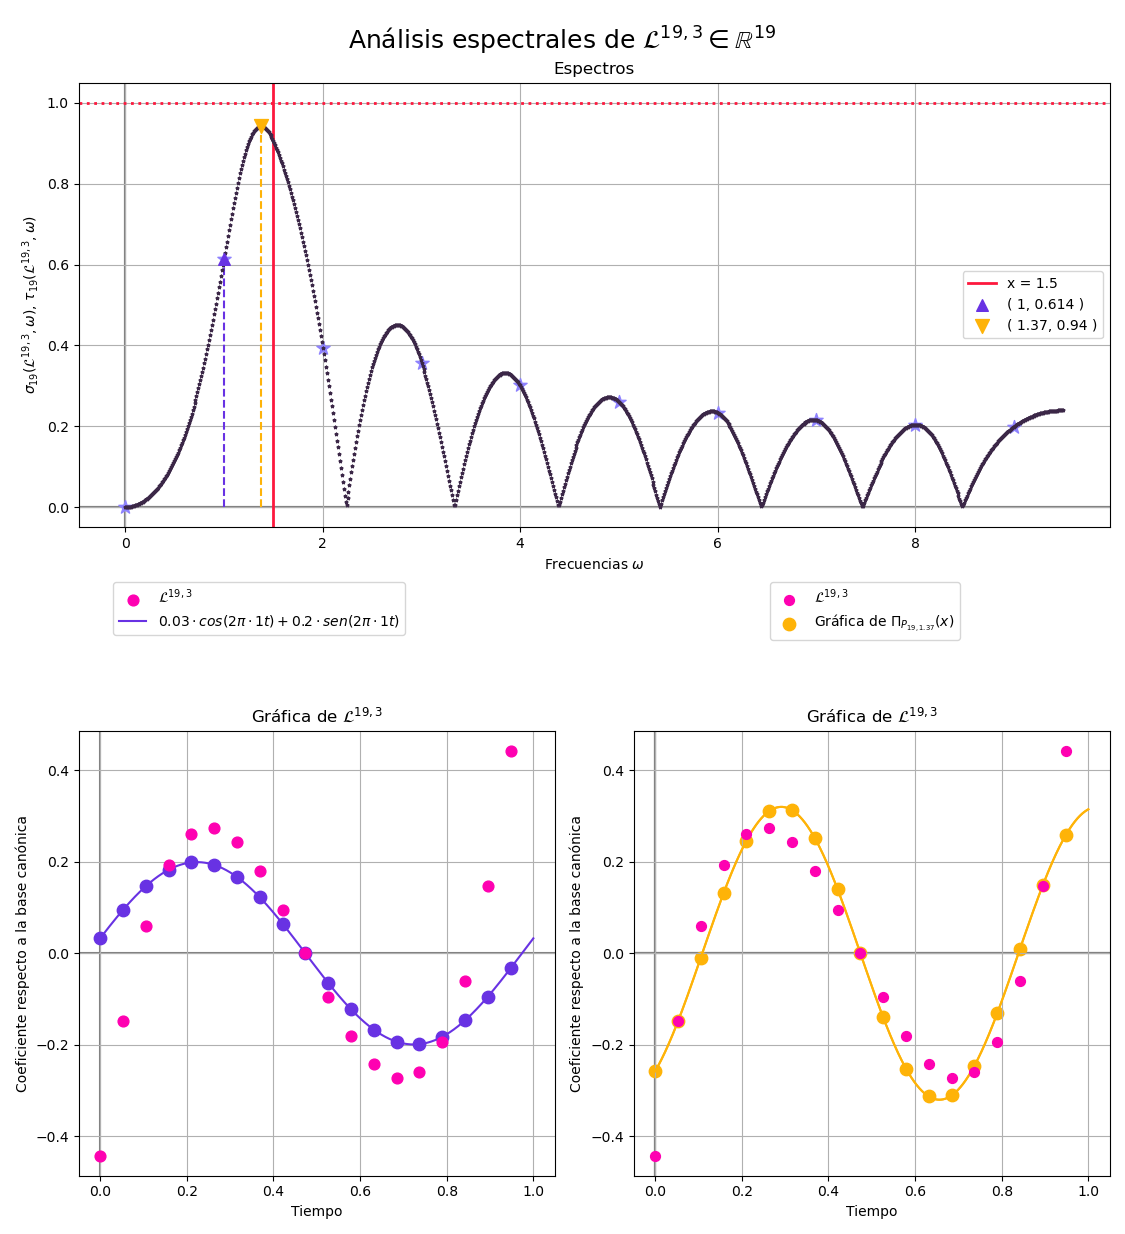 Análisis espectrales de 𝓛^{19,3} ∈ ℝ^{19}
Espectros
σ_{19}(𝓛^{19,3}, ω), τ_{19}(𝓛^{19,3}, ω)
1.0
0.8
0.6
0.4
0.2
0.0
0 2 4 6 8
Frecuencias ω
x = 1.5
( 1, 0.614 )
( 1.37, 0.94 )
𝓛^{19,3}
0.03 · cos(2π · 1t) + 0.2 · sen(2π · 1t)
𝓛^{19,3}
Gráfica de Π_{P_{19,1.37}}(x)
Gráfica de 𝓛^{19,3}
Coeficiente respecto a la base canónica
0.4
0.2
0.0
−0.2
−0.4
0.0 0.2 0.4 0.6 0.8 1.0
Tiempo
Gráfica de 𝓛^{19,3}
Coeficiente respecto a la base canónica
0.4
0.2
0.0
−0.2
−0.4
0.0 0.2 0.4 0.6 0.8 1.0
Tiempo